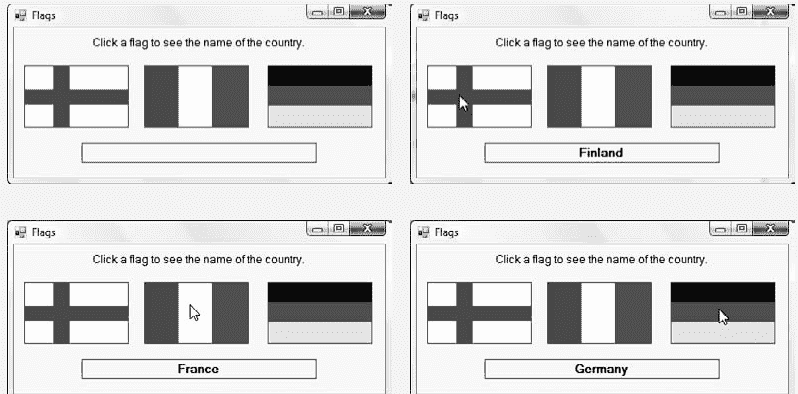 Flags
Click a flag to see the name of the country.
Flags
Click a flag to see the name of the country.
Finland
Flags
Click a flag to see the name of the country.
France
Flags
Click a flag to see the name of the country.
Germany